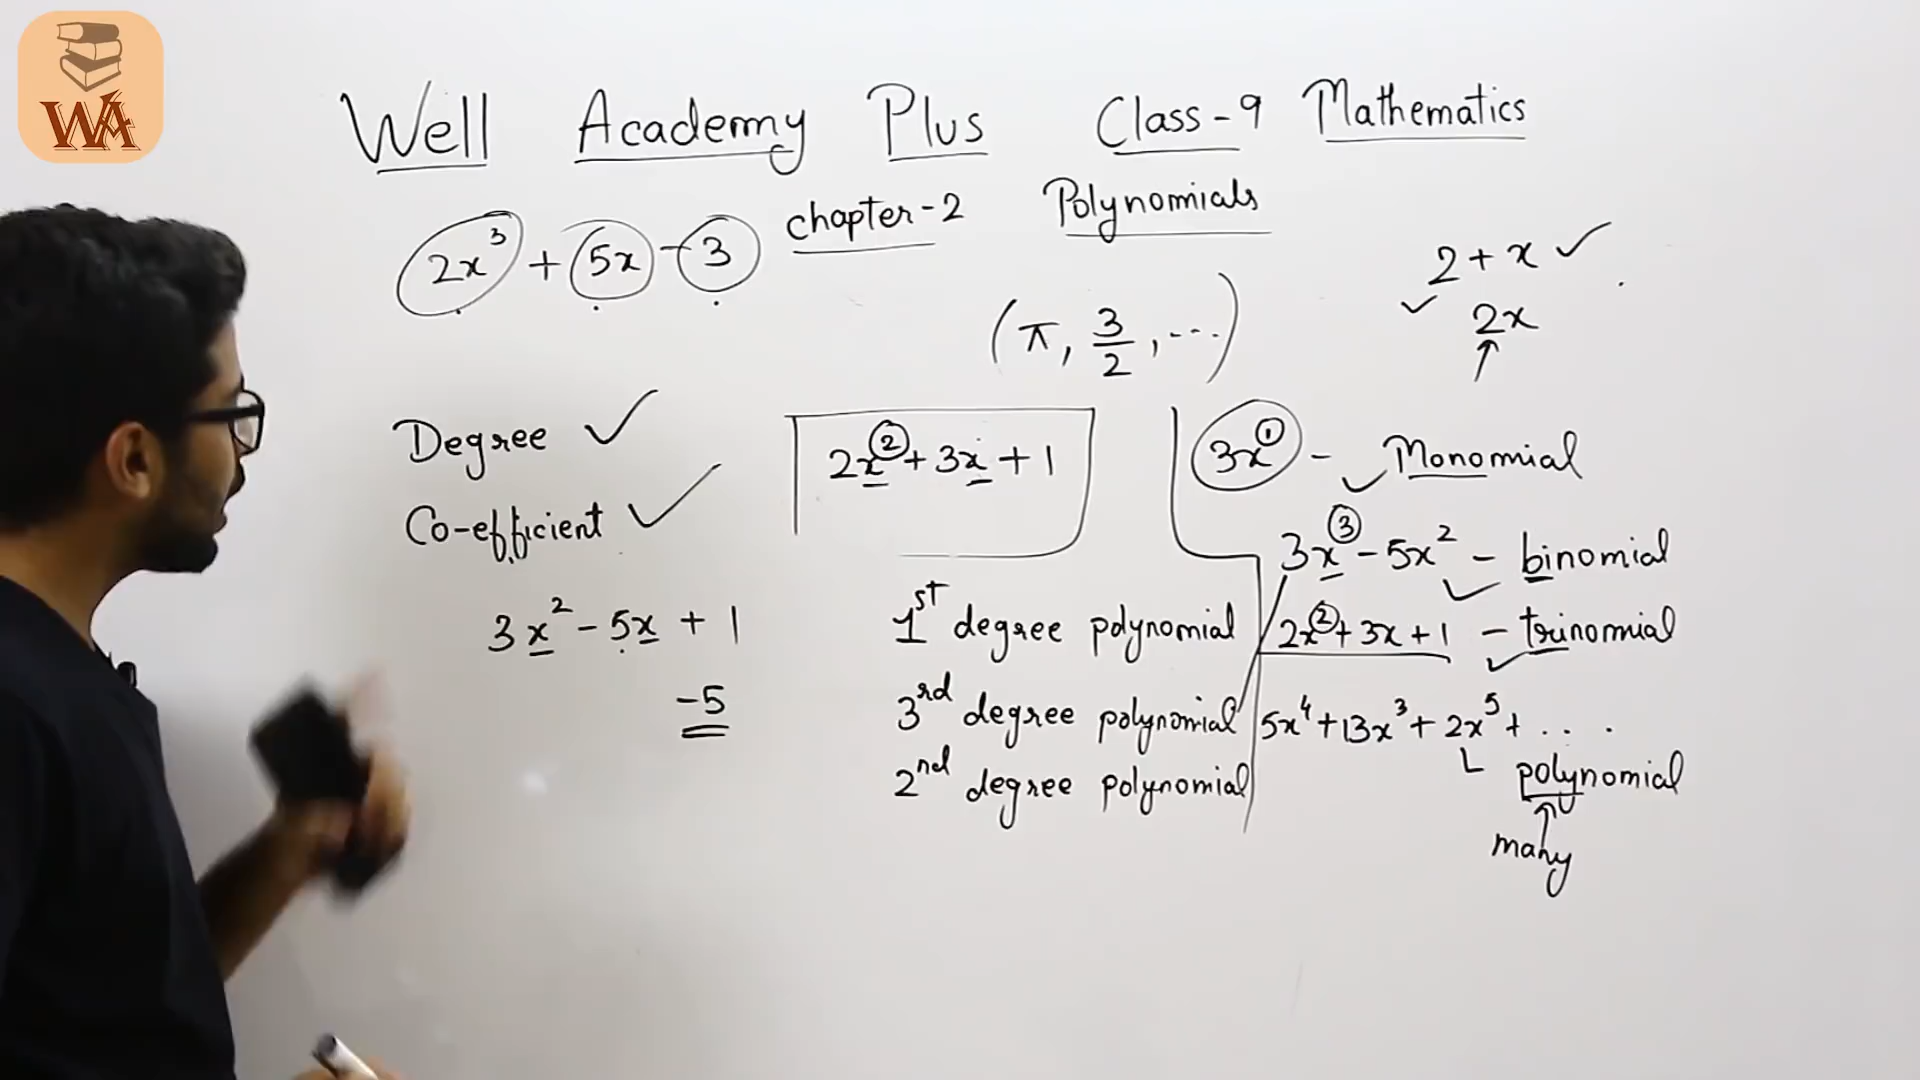 WA
Well Academy Plus Class-9 Mathematics
chapter-2 Polynomials
2x³ + 5x - 3
2 + x ✓
✓ 2x
(π, 3/2, ...)
Degree ✓
Co-efficient ✓
3x² - 5x + 1
-5
2x² + 3x + 1
3x¹ - Monomial
3x³ - 5x² - binomial
2x² + 3x + 1 - trinomial
5x⁴ + 13x³ + 2x⁵ + ....
polynomial
many
1st degree polynomial
3rd degree polynomial
2nd degree polynomial